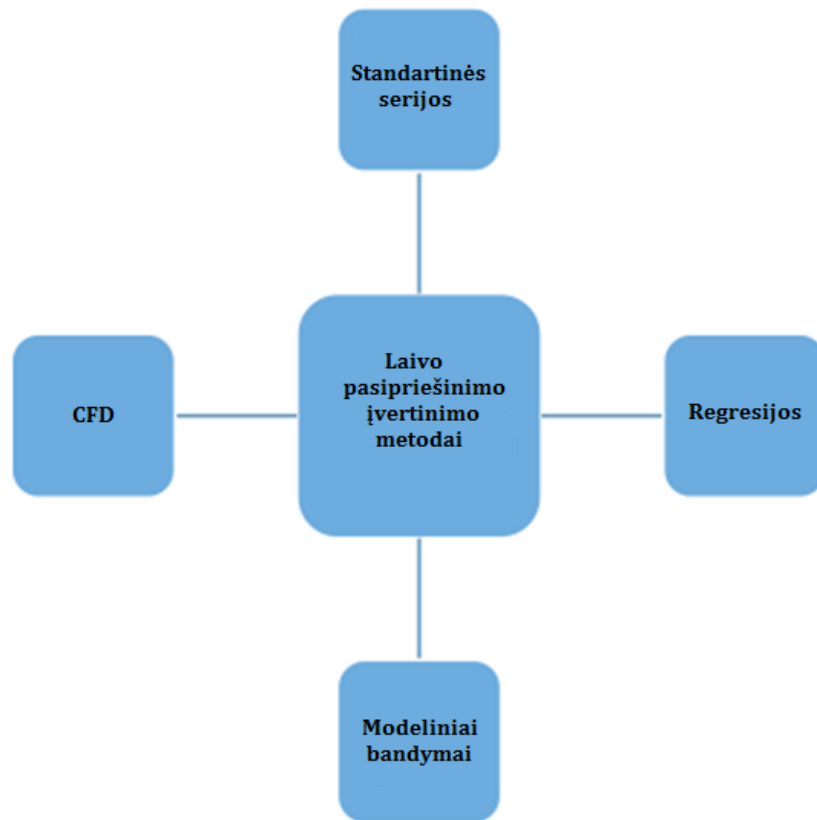 Standartinės
serijos
CFD
Laivo
pasipriešinimo
įvertinimo
metodai
Regresijos
Modeliniai
bandymai